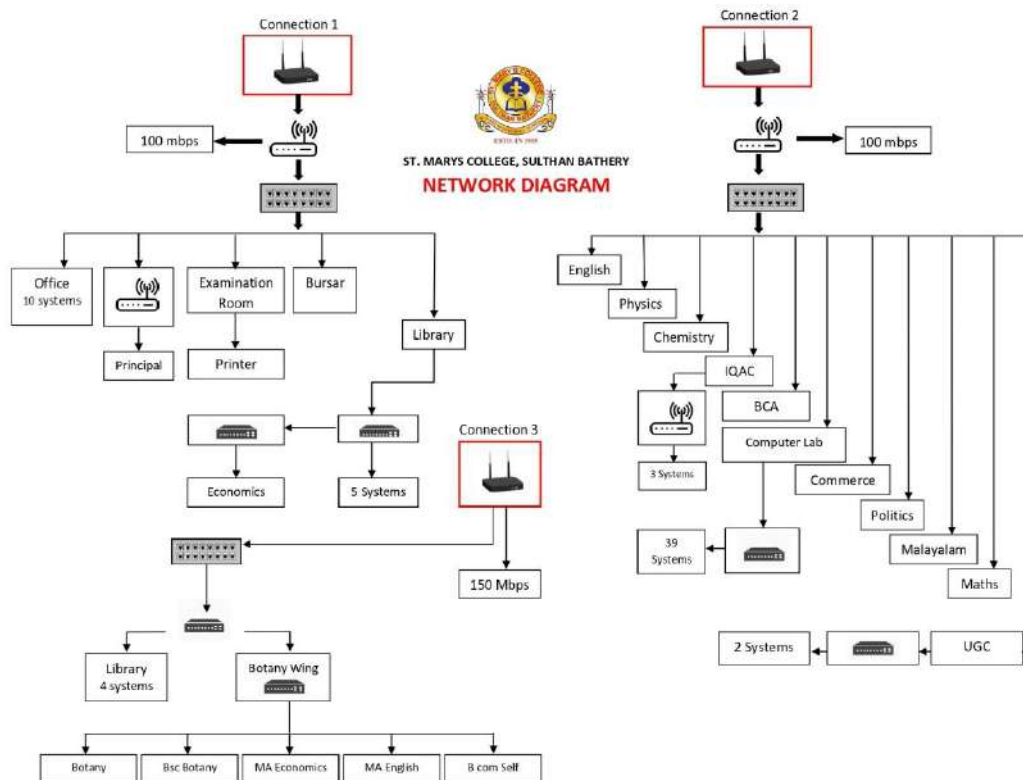 Connection 1
Connection 2
100 mbps
100 mbps
ESTD IN 1965
ST. MARYS COLLEGE, SULTHAN BATHERY
NETWORK DIAGRAM
Office
10 systems
Examination
Room
Bursar
Library
Principal
Printer
English
Physics
Chemistry
IQAC
BCA
Computer Lab
Commerce
Politics
Malayalam
Maths
3 Systems
Economics
5 Systems
Connection 3
150 Mbps
39
Systems
2 Systems
UGC
Library
4 systems
Botany Wing
Botany
Bsc Botany
MA Economics
MA English
B com Self